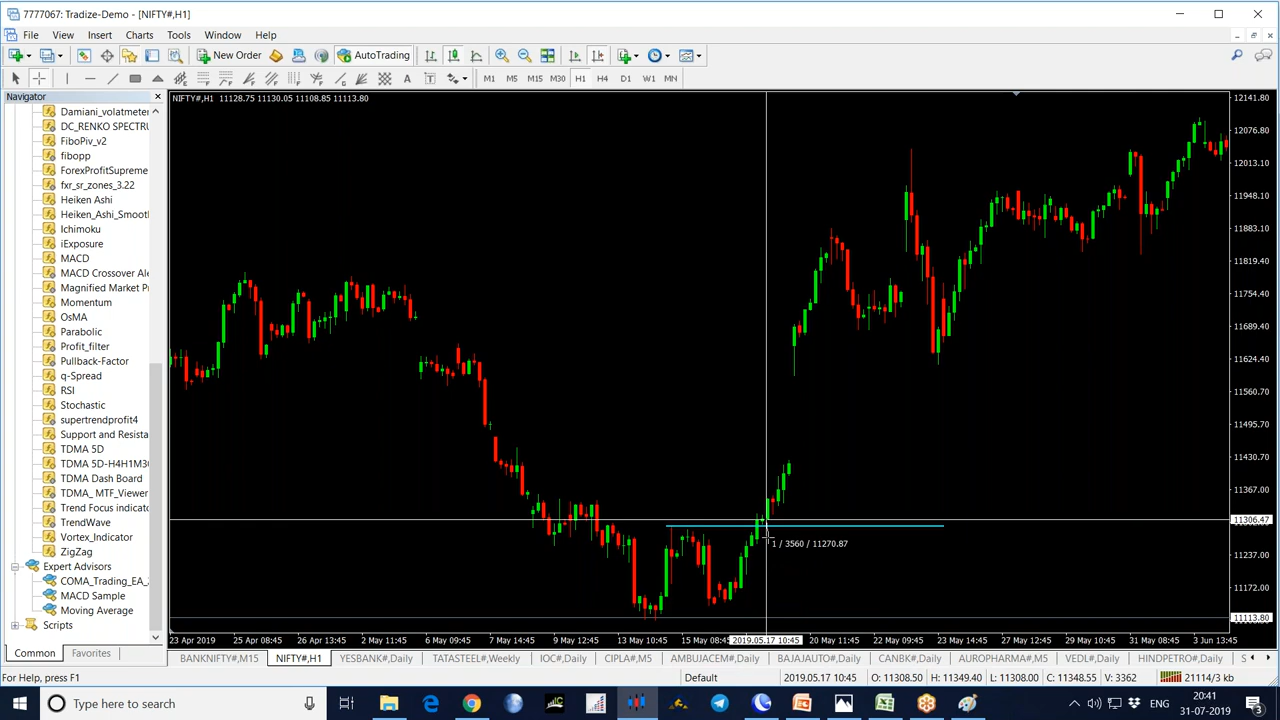 7777067: Tradize-Demo - [NIFTY#,H1]
File View Insert Charts Tools Window Help
New Order AutoTrading
M1 M5 M15 M30 H1 H4 D1 W1 MN
Navigator
NIFTY#,H1 11128.75 11130.05 11108.85 11113.80
Damiani_volatmeter
DC_RENKO SPECTRU
FiboPiv_v2
fibopp
ForexProfitSupreme
fxr_sr_zones_3.22
Heiken Ashi
Heiken_Ashi_Smooth
Ichimoku
iExposure
MACD
MACD Crossover Ale
Magnified Market Pr
Momentum
OsMA
Parabolic
Profit_filter
Pullback-Factor
q-Spread
RSI
Stochastic
supertrendprofit4
Support and Resista
TDMA 5D
TDMA 5D-H4H1M30
TDMA Dash Board
TDMA_ MTF_Viewer
Trend Focus indicato
TrendWave
Vortex_Indicator
ZigZag
Expert Advisors
COMA_Trading_EA_
MACD Sample
Moving Average
Scripts
Common Favorites
12141.80
12076.80
12013.10
11948.10
11883.10
11819.40
11754.40
11689.40
11624.40
11560.70
11495.70
11430.70
11367.00
11306.47
11237.00
11172.00
11113.80
1 / 3560 / 11270.87
23 Apr 2019 25 Apr 08:45 26 Apr 13:45 2 May 11:45 6 May 09:45 7 May 14:45 9 May 12:45 13 May 10:45 15 May 08:45 2019.05.17 10:45 20 May 11:45 22 May 09:45 23 May 14:45 27 May 12:45 29 May 10:45 31 May 08:45 3 Jun 13:45
BANKNIFTY#,M15 NIFTY#,H1 YESBANK#,Daily TATASTEEL#,Weekly IOC#,Daily CIPLA#,M5 AMBUJACEM#,Daily BAJAJAUTO#,Daily CANBK#,Daily AUROPHARMA#,M5 VEDL#,Daily HINDPETRO#,Daily S
For Help, press F1 Default 2019.05.17 10:45 O: 11308.50 H: 11349.40 L: 11308.00 C: 11348.55 V: 3362 21114/3 kb
Type here to search
ENG
20:41
31-07-2019
3